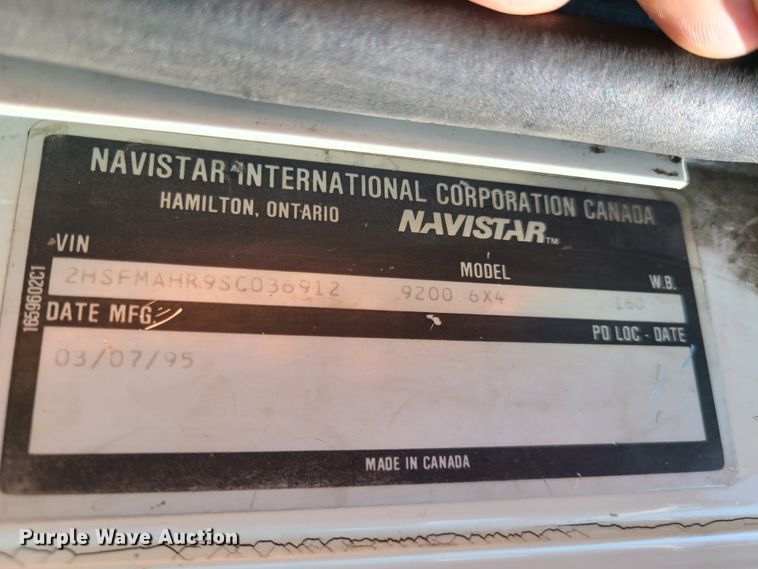 NAVISTAR INTERNATIONAL CORPORATION CANADA
HAMILTON, ONTARIO NAVISTAR™
VIN MODEL W.B.
2HSFMAHR9SC036912 9200 6X4 160
DATE MFG. PD LOC - DATE
03/07/95
MADE IN CANADA
1659602C1
Purple Wave Auction